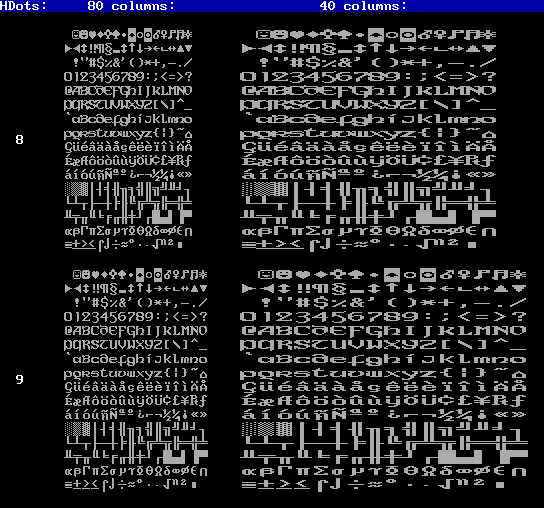 HDots: 80 columns: 40 columns:
☺☻♥♦♣♠•◘○◙♂♀♪♫☼ ☺☻♥♦♣♠•◘○◙♂♀♪♫☼
►◄↕‼¶§▬↨↑↓→←∟↔▲▼ ►◄↕‼¶§▬↨↑↓→←∟↔▲▼
!"#$%&'()*+,-./ !"#$%&'()*+,-./
0123456789:;<=>? 0123456789:;<=>?
@ABCDEFGHIJKLMNO @ABCDEFGHIJKLMNO
PQRSTUVWXYZ[\]^_ PQRSTUVWXYZ[\]^_
`abcdefghijklmno `abcdefghijklmno
8 pqrstuvwxyz{|}~⌂ pqrstuvwxyz{|}~⌂
ÇüéâäàåçêëèïîìÄÅ ÇüéâäàåçêëèïîìÄÅ
ÉæÆôöòûùÿÖÜ¢£¥₧ƒ ÉæÆôöòûùÿÖÜ¢£¥₧ƒ
áíóúñÑªº¿⌐¬½¼¡«» áíóúñÑªº¿⌐¬½¼¡«»
░▒▓│┤╡╢╖╕╣║╗╝╜╛┐ ░▒▓│┤╡╢╖╕╣║╗╝╜╛┐
└┴┬├─┼╞╟╚╔╩╦╠═╬╧ └┴┬├─┼╞╟╚╔╩╦╠═╬╧
╨╤╥╙╘╒╓╫╪┘┌█▄▌▐▀ ╨╤╥╙╘╒╓╫╪┘┌█▄▌▐▀
αßΓπΣσµτΦΘΩδ∞φε∩ αßΓπΣσµτΦΘΩδ∞φε∩
≡±≥≤⌠⌡÷≈°∙·√ⁿ²■ ≡±≥≤⌠⌡÷≈°∙·√ⁿ²■
☺☻♥♦♣♠•◘○◙♂♀♪♫☼ ☺☻♥♦♣♠•◘○◙♂♀♪♫☼
►◄↕‼¶§▬↨↑↓→←∟↔▲▼ ►◄↕‼¶§▬↨↑↓→←∟↔▲▼
!"#$%&'()*+,-./ !"#$%&'()*+,-./
0123456789:;<=>? 0123456789:;<=>?
@ABCDEFGHIJKLMNO @ABCDEFGHIJKLMNO
PQRSTUVWXYZ[\]^_ PQRSTUVWXYZ[\]^_
`abcdefghijklmno `abcdefghijklmno
9 pqrstuvwxyz{|}~⌂ pqrstuvwxyz{|}~⌂
ÇüéâäàåçêëèïîìÄÅ ÇüéâäàåçêëèïîìÄÅ
ÉæÆôöòûùÿÖÜ¢£¥₧ƒ ÉæÆôöòûùÿÖÜ¢£¥₧ƒ
áíóúñÑªº¿⌐¬½¼¡«» áíóúñÑªº¿⌐¬½¼¡«»
░▒▓│┤╡╢╖╕╣║╗╝╜╛┐ ░▒▓│┤╡╢╖╕╣║╗╝╜╛┐
└┴┬├─┼╞╟╚╔╩╦╠═╬╧ └┴┬├─┼╞╟╚╔╩╦╠═╬╧
╨╤╥╙╘╒╓╫╪┘┌█▄▌▐▀ ╨╤╥╙╘╒╓╫╪┘┌█▄▌▐▀
αßΓπΣσµτΦΘΩδ∞φε∩ αßΓπΣσµτΦΘΩδ∞φε∩
≡±≥≤⌠⌡÷≈°∙·√ⁿ²■ ≡±≥≤⌠⌡÷≈°∙·√ⁿ²■